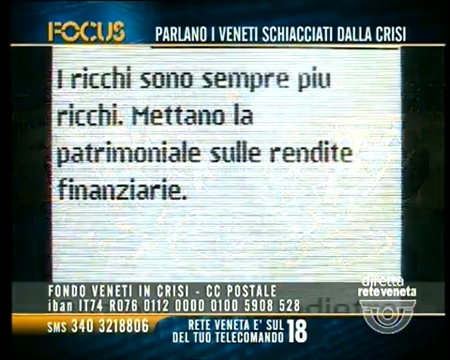 FOCUS PARLANO I VENETI SCHIACCIATI DALLA CRISI
I ricchi sono sempre piu
ricchi. Mettano la
patrimoniale sulle rendite
finanziarie.
FONDO VENETI IN CRISI - CC POSTALE
iban IT74 R076 0112 0000 0100 5908 528
diretta
reteveneta
SMS 340 3218806
RETE VENETA E' SUL
DEL TUO TELECOMANDO 18